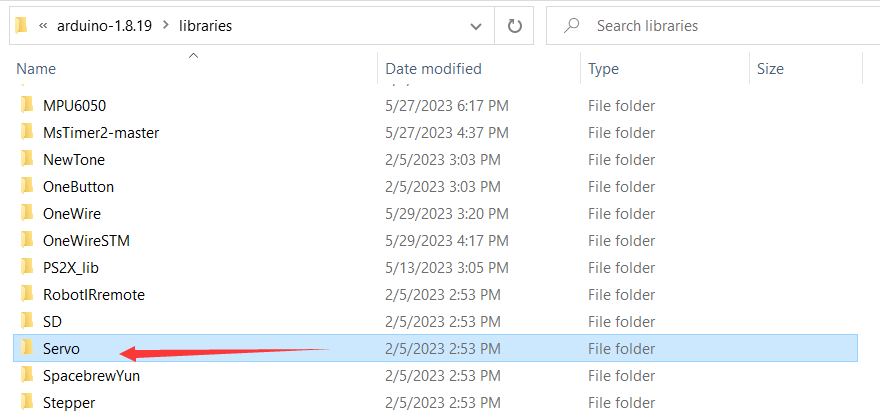 « arduino-1.8.19 > libraries Search libraries
Name Date modified Type Size
MPU6050 5/27/2023 6:17 PM File folder
MsTimer2-master 5/27/2023 4:37 PM File folder
NewTone 2/5/2023 3:03 PM File folder
OneButton 2/5/2023 3:03 PM File folder
OneWire 5/29/2023 3:20 PM File folder
OneWireSTM 5/29/2023 4:17 PM File folder
PS2X_lib 5/13/2023 3:05 PM File folder
RobotIRremote 2/5/2023 2:53 PM File folder
SD 2/5/2023 2:53 PM File folder
Servo 2/5/2023 2:53 PM File folder
SpacebrewYun 2/5/2023 2:53 PM File folder
Stepper 2/5/2023 2:53 PM File folder